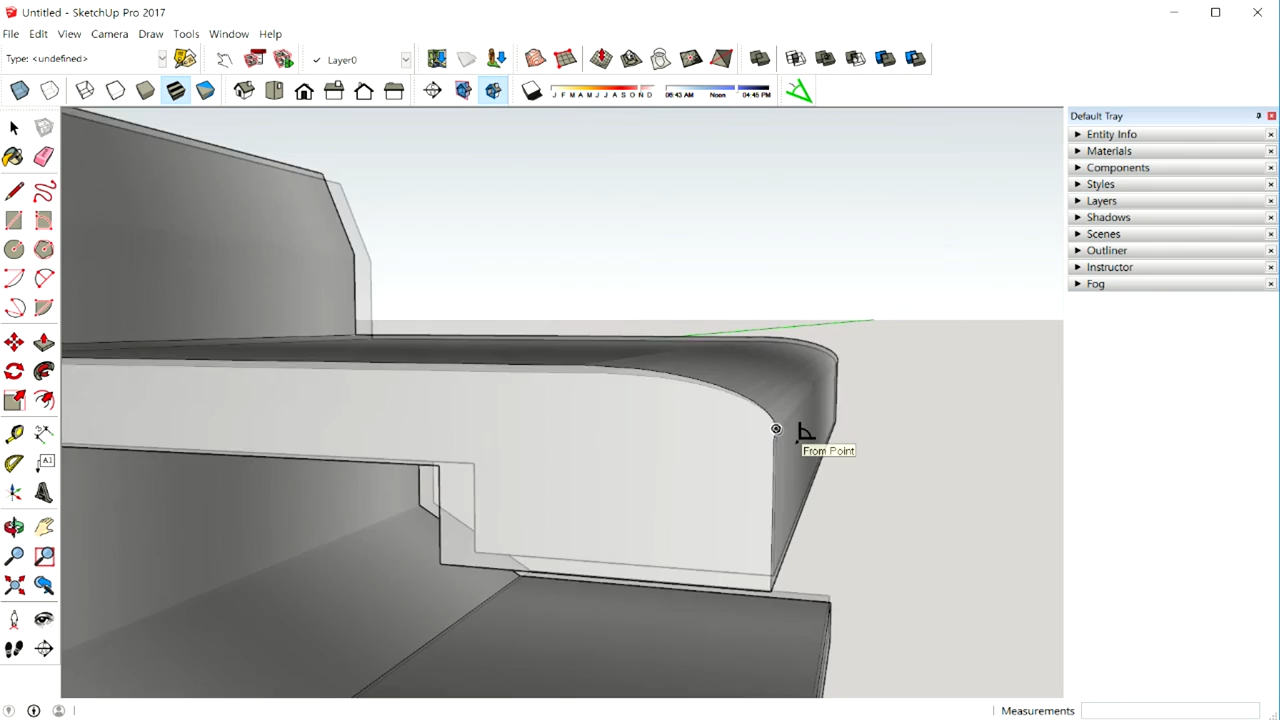 Untitled - SketchUp Pro 2017
File Edit View Camera Draw Tools Window Help
Type: <undefined>
✓ Layer0
J F M A M J J A S O N D 06:43 AM Noon 04:45 PM
Default Tray
Entity Info
Materials
Components
Styles
Layers
Shadows
Scenes
Outliner
Instructor
Fog
A1
From Point
Measurements